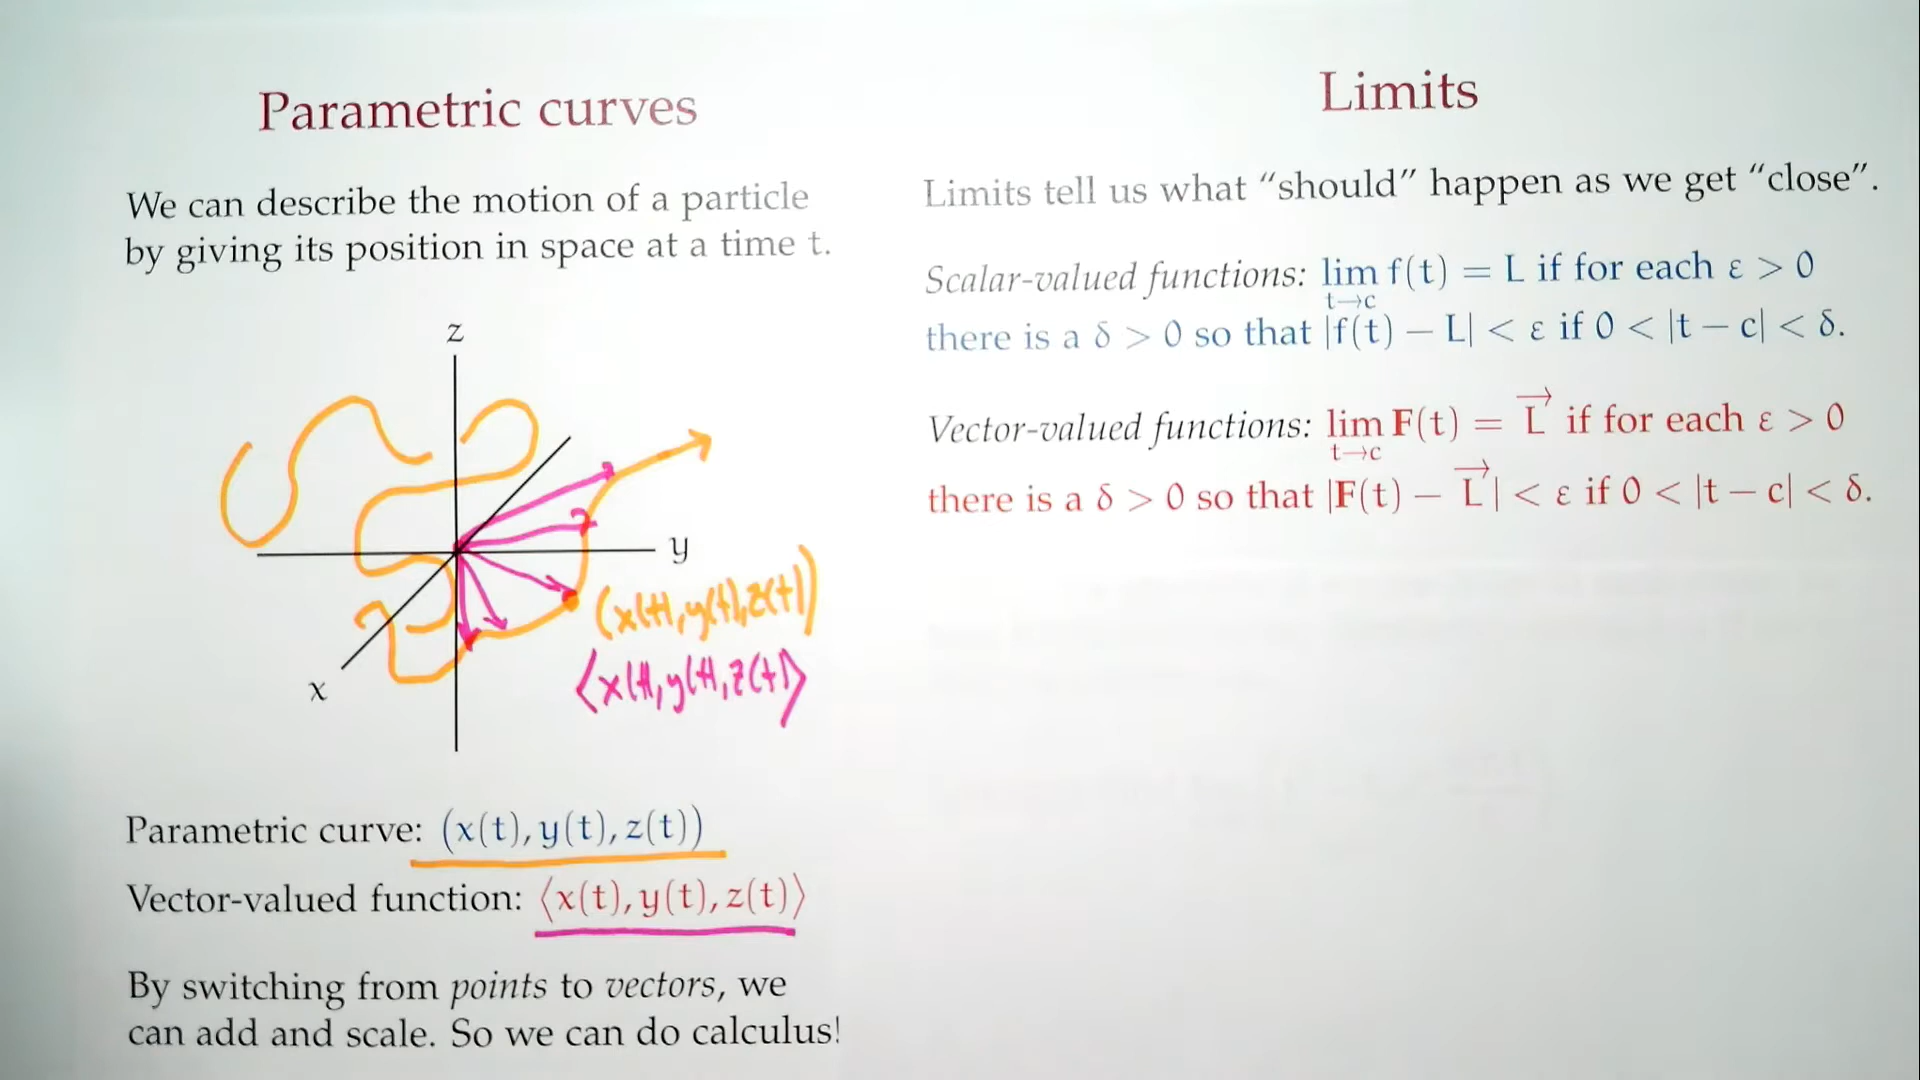 Parametric curves
We can describe the motion of a particle
by giving its position in space at a time t.
z
y
x
(x(t), y(t), z(t))
⟨x(t), y(t), z(t)⟩
Parametric curve: (x(t), y(t), z(t))
Vector-valued function: ⟨x(t), y(t), z(t)⟩
By switching from points to vectors, we
can add and scale. So we can do calculus!
Limits
Limits tell us what “should” happen as we get “close”.
Scalar-valued functions: lim f(t) = L if for each ε > 0
t→c
there is a δ > 0 so that |f(t) − L| < ε if 0 < |t − c| < δ.
Vector-valued functions: lim F(t) = L⃗ if for each ε > 0
t→c
there is a δ > 0 so that |F(t) − L⃗| < ε if 0 < |t − c| < δ.